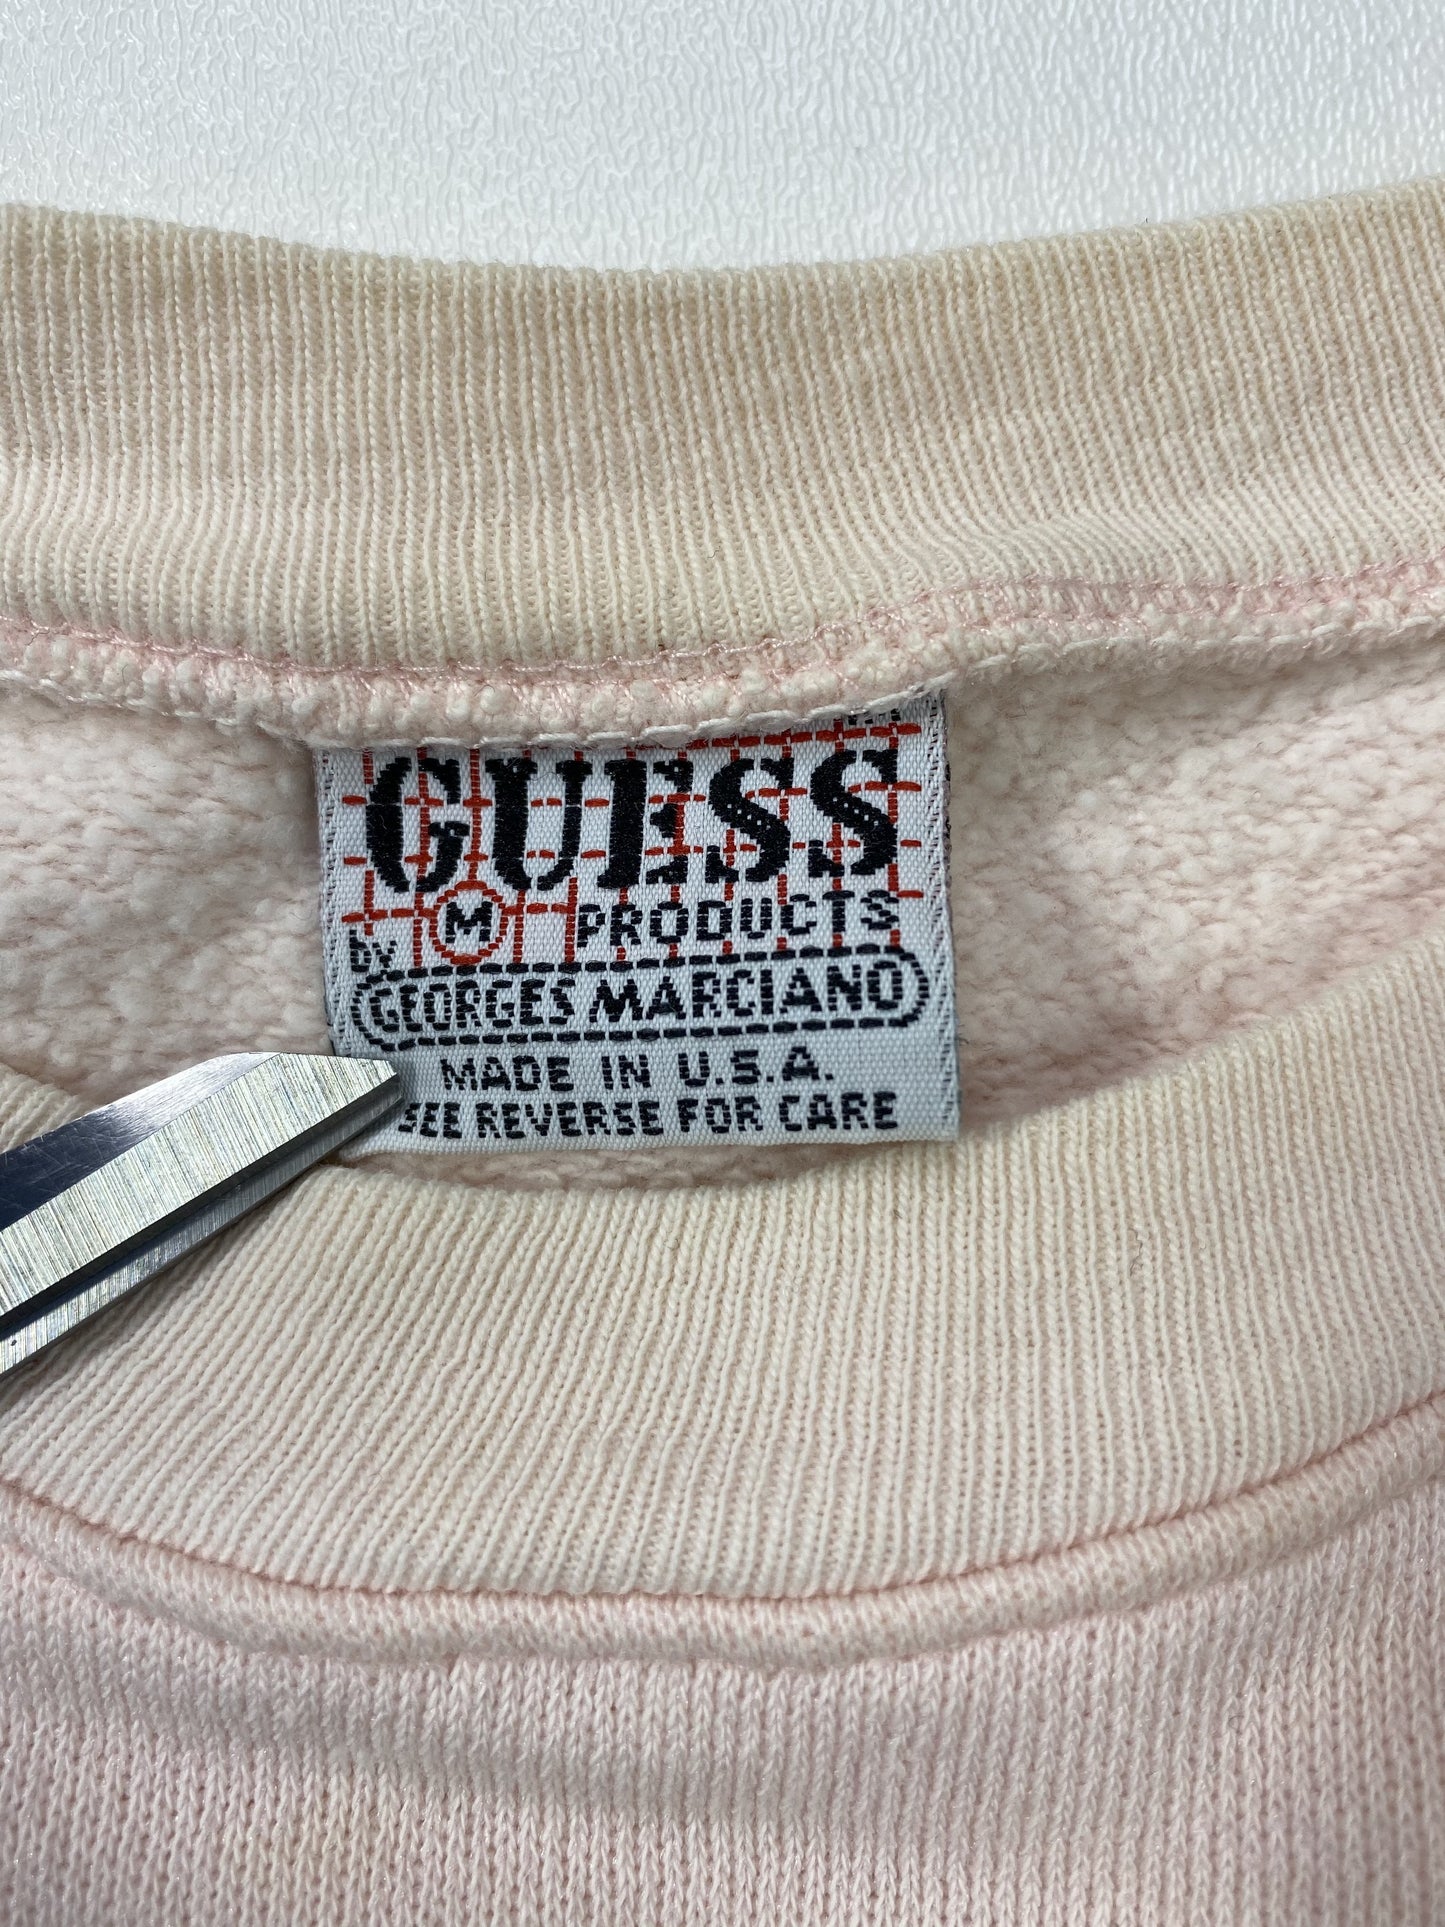 GUESS
M PRODUCTS
by
GEORGES MARCIANO
MADE IN U.S.A.
SEE REVERSE FOR CARE